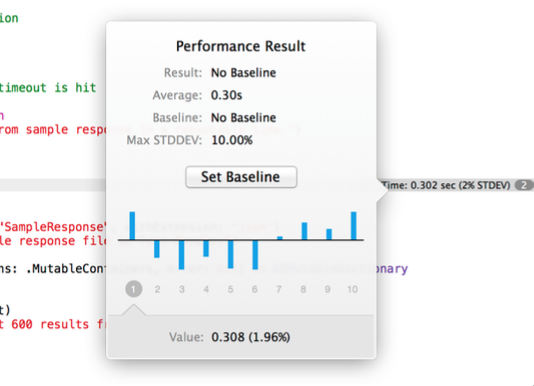 ion
Performance Result
Result: No Baseline
timeout is hit
Average: 0.30s
Baseline: No Baseline
rom sample respo
Max STDDEV: 10.00%
Set Baseline
Time: 0.302 sec (2% STDEV) 2
"SampleResponse"
le response fil
ns: .MutableCont
nary
1 2 3 4 5 6 7 8 9 10
t)
t 600 results f
Value: 0.308 (1.96%)